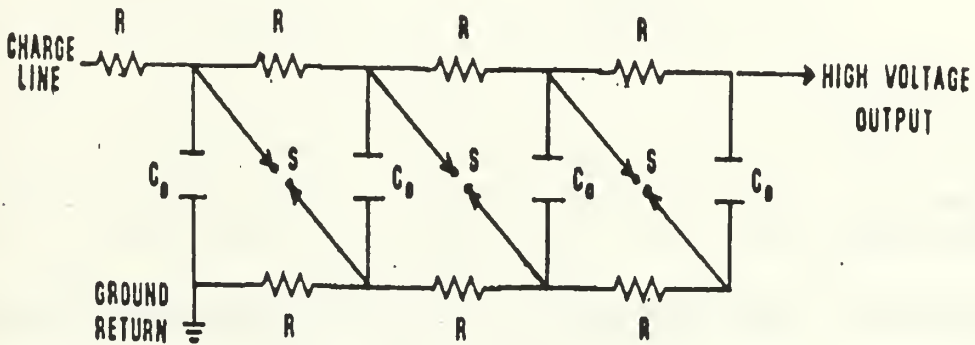 R R R R
CHARGE
LINE
HIGH VOLTAGE
OUTPUT
C₀ S C₀ S C₀ S C₀
GROUND
RETURN
R R R